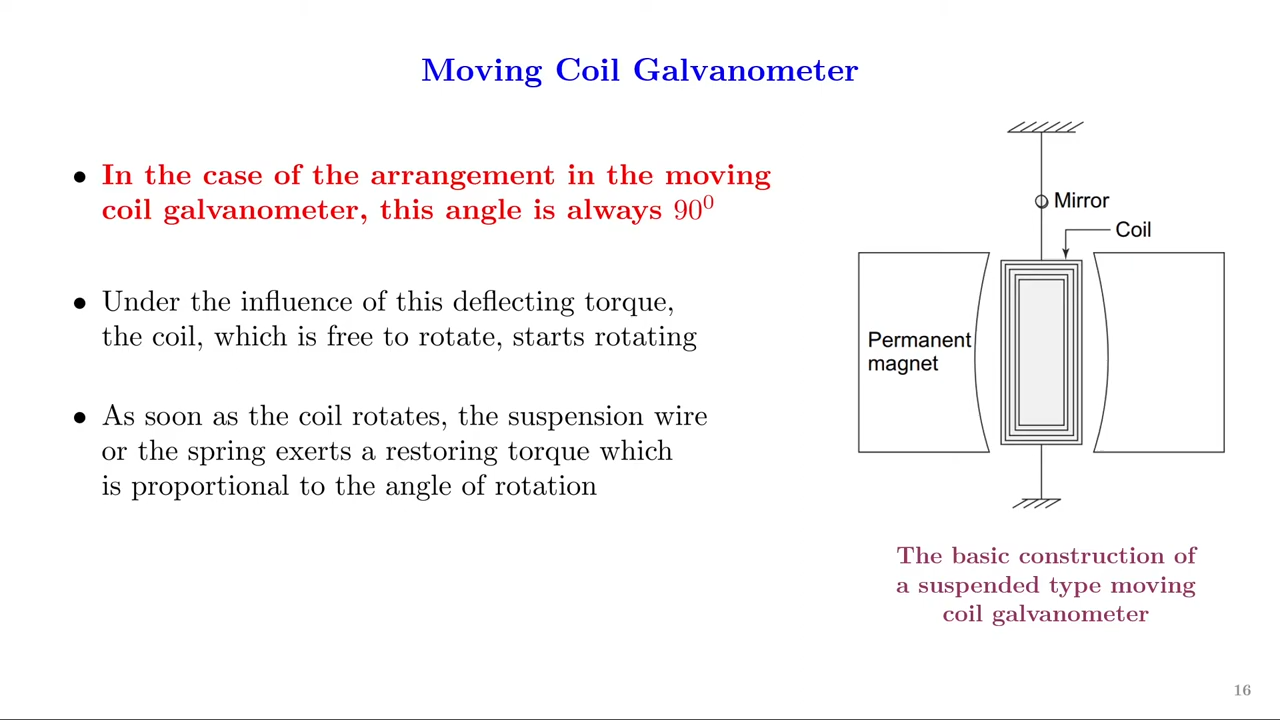 Moving Coil Galvanometer
• In the case of the arrangement in the moving
coil galvanometer, this angle is always 90⁰
• Under the influence of this deflecting torque,
the coil, which is free to rotate, starts rotating
• As soon as the coil rotates, the suspension wire
or the spring exerts a restoring torque which
is proportional to the angle of rotation
Mirror
Coil
Permanent
magnet
The basic construction of
a suspended type moving
coil galvanometer
16